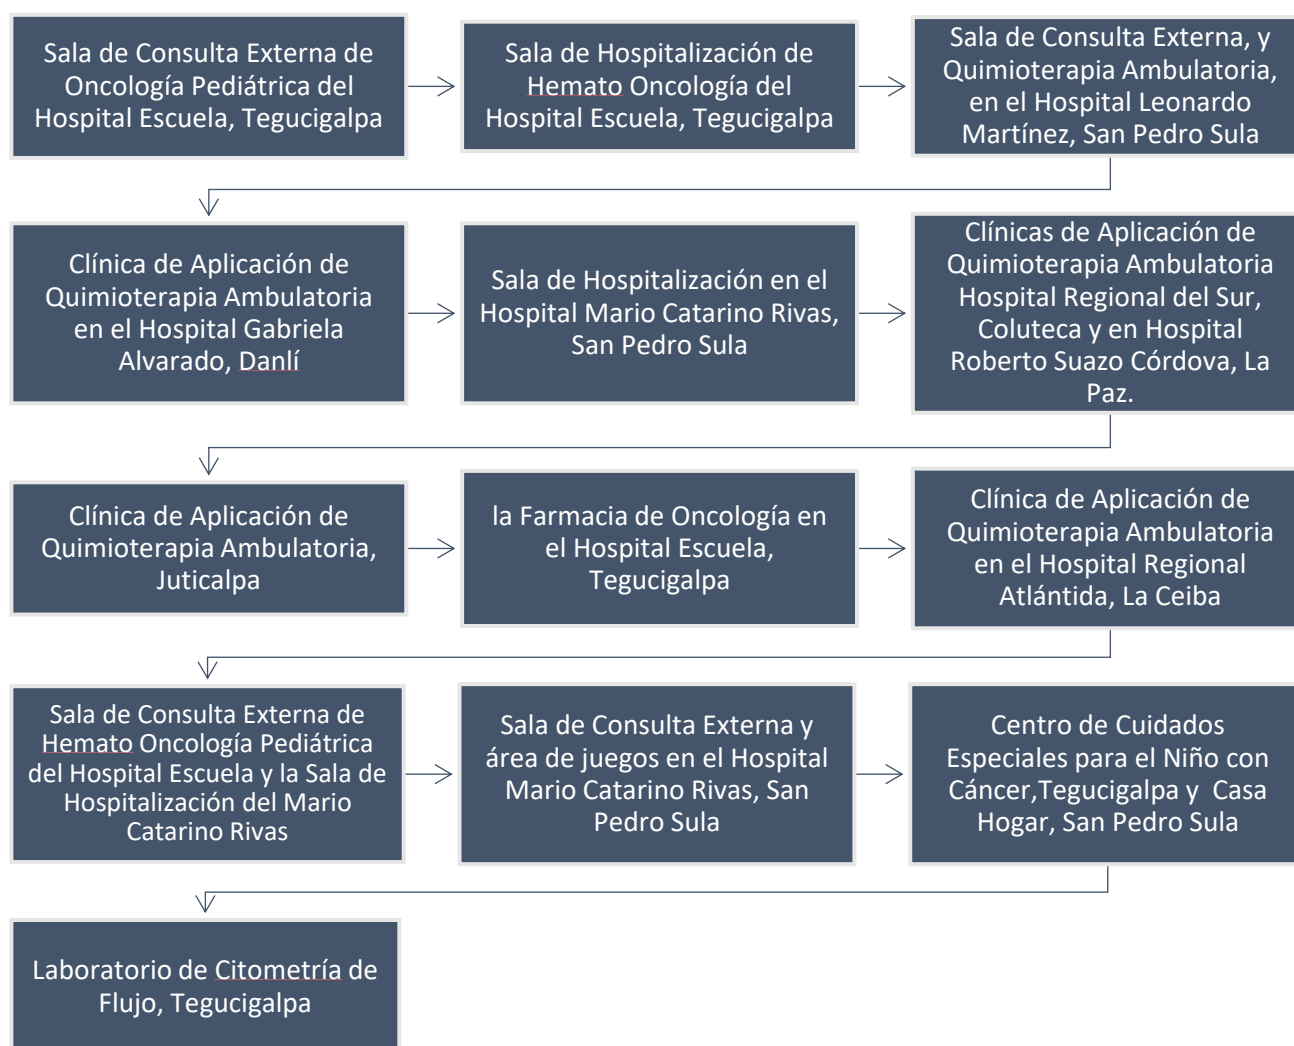 Sala de Consulta Externa de
Oncología Pediátrica del
Hospital Escuela, Tegucigalpa
Sala de Hospitalización de
Hemato Oncología del
Hospital Escuela, Tegucigalpa
Sala de Consulta Externa, y
Quimioterapia Ambulatoria,
en el Hospital Leonardo
Martínez, San Pedro Sula
Clínica de Aplicación de
Quimioterapia Ambulatoria
en el Hospital Gabriela
Alvarado, Danlí
Sala de Hospitalización en el
Hospital Mario Catarino Rivas,
San Pedro Sula
Clínicas de Aplicación de
Quimioterapia Ambulatoria
Hospital Regional del Sur,
Coluteca y en Hospital
Roberto Suazo Córdova, La
Paz.
Clínica de Aplicación de
Quimioterapia Ambulatoria,
Juticalpa
la Farmacia de Oncología en
el Hospital Escuela,
Tegucigalpa
Clínica de Aplicación de
Quimioterapia Ambulatoria
en el Hospital Regional
Atlántida, La Ceiba
Sala de Consulta Externa de
Hemato Oncología Pediátrica
del Hospital Escuela y la Sala de
Hospitalización del Mario
Catarino Rivas
Sala de Consulta Externa y
área de juegos en el Hospital
Mario Catarino Rivas, San
Pedro Sula
Centro de Cuidados
Especiales para el Niño con
Cáncer,Tegucigalpa y  Casa
Hogar, San Pedro Sula
Laboratorio de Citometría de
Flujo, Tegucigalpa